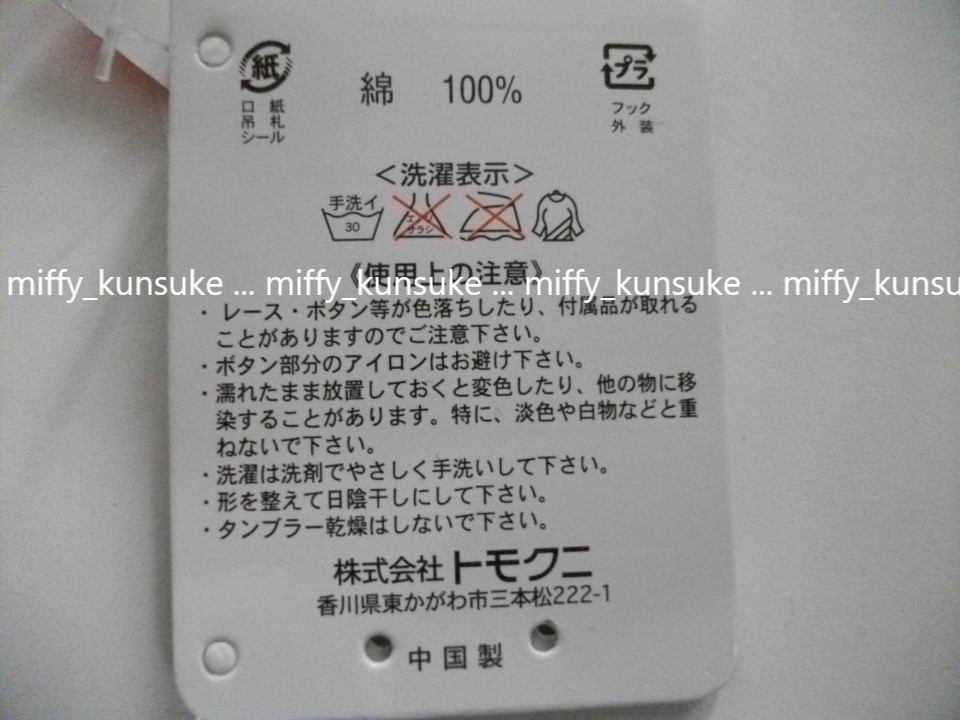 紙
口 紙
吊 札
シール
綿 100%
プラ
フック
外 装
＜洗濯表示＞
手洗イ
30
エンソ
サラシ
《使用上の注意》
miffy_kunsuke ... miffy_kunsuke ... miffy_kunsuke ... miffy_kunsu
・レース・ボタン等が色落ちしたり、付属品が取れる
ことがありますのでご注意下さい。
・ボタン部分のアイロンはお避け下さい。
・濡れたまま放置しておくと変色したり、他の物に移
染することがあります。特に、淡色や白物などと重
ねないで下さい。
・洗濯は洗剤でやさしく手洗いして下さい。
・形を整えて日陰干しにして下さい。
・タンブラー乾燥はしないで下さい。
株式会社トモクニ
香川県東かがわ市三本松222-1
中国製